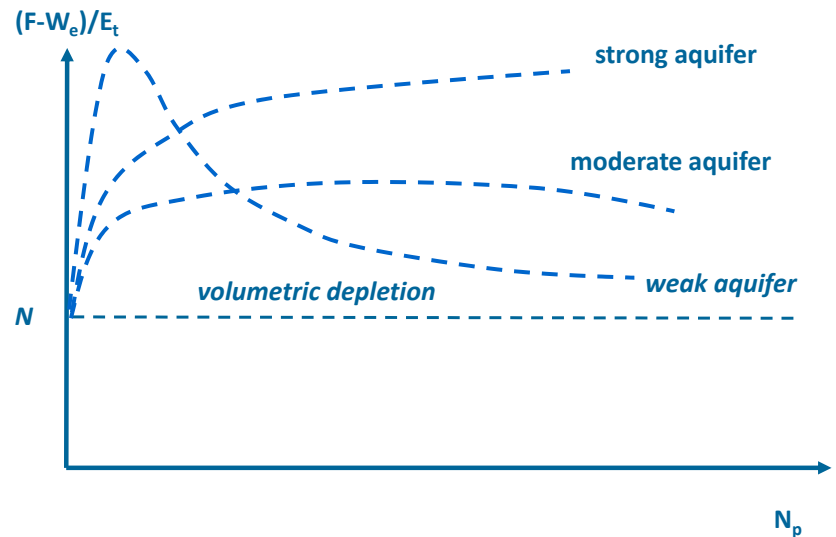 (F-Wₑ)/Eₜ
strong aquifer
moderate aquifer
weak aquifer
volumetric depletion
N
Nₚ